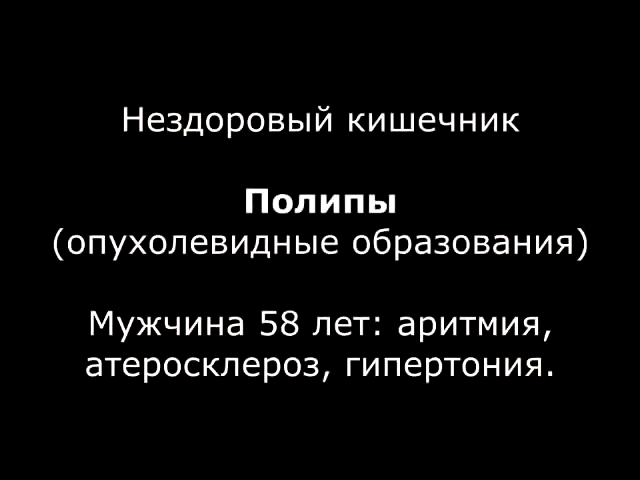 Нездоровый кишечник
Полипы
(опухолевидные образования)
Мужчина 58 лет: аритмия,
атеросклероз, гипертония.